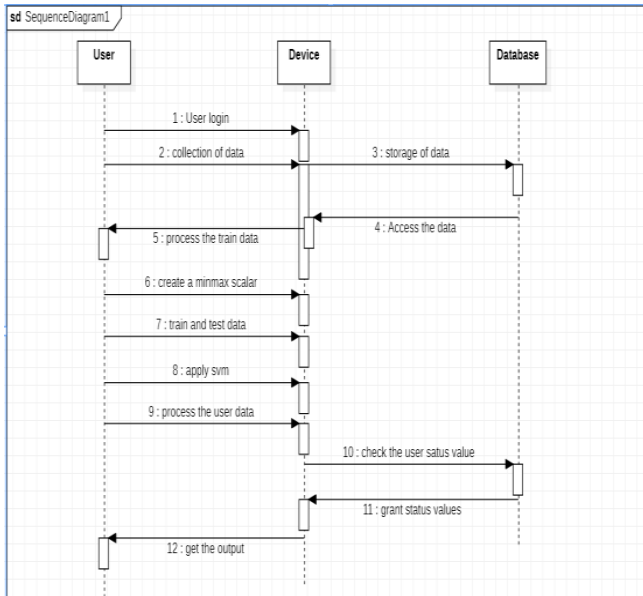 sd SequenceDiagram1
User
Device
Database
1 : User login
2 : collection of data
3 : storage of data
4 : Access the data
5 : process the train data
6 : create a minmax scalar
7 : train and test data
8 : apply svm
9 : process the user data
10 : check the user satus value
11 : grant status values
12 : get the output